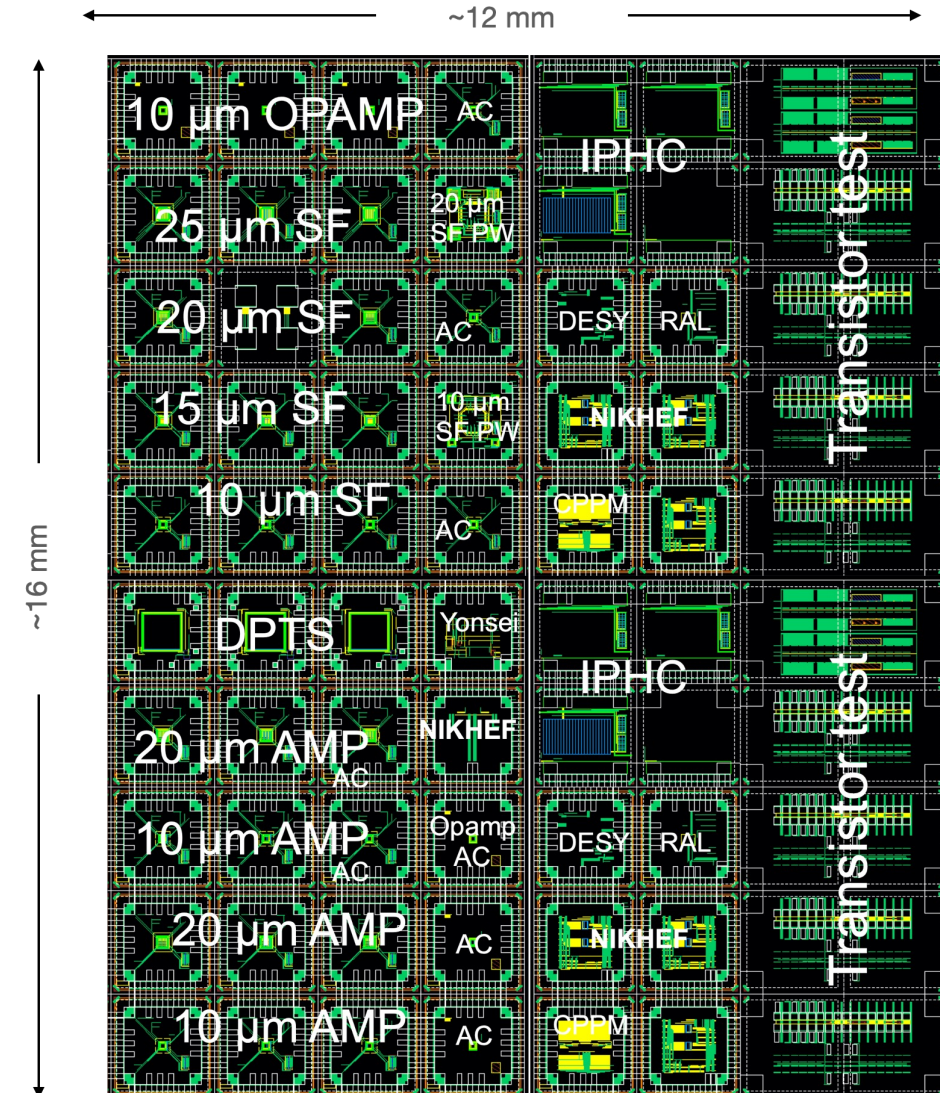 ~12 mm
~16 mm
10 µm OPAMP
AC
IPHC
Transistor test
25 µm SF
20 µm
SF PW
20 µm SF
AC
DESY
RAL
15 µm SF
10 µm
SF PW
NIKHEF
10 µm SF
AC
CPPM
DPTS
Yonsei
IPHC
Transistor test
20 µm AMP
AC
NIKHEF
10 µm AMP
AC
Opamp
AC
DESY
RAL
20 µm AMP
AC
NIKHEF
10 µm AMP
AC
CPPM